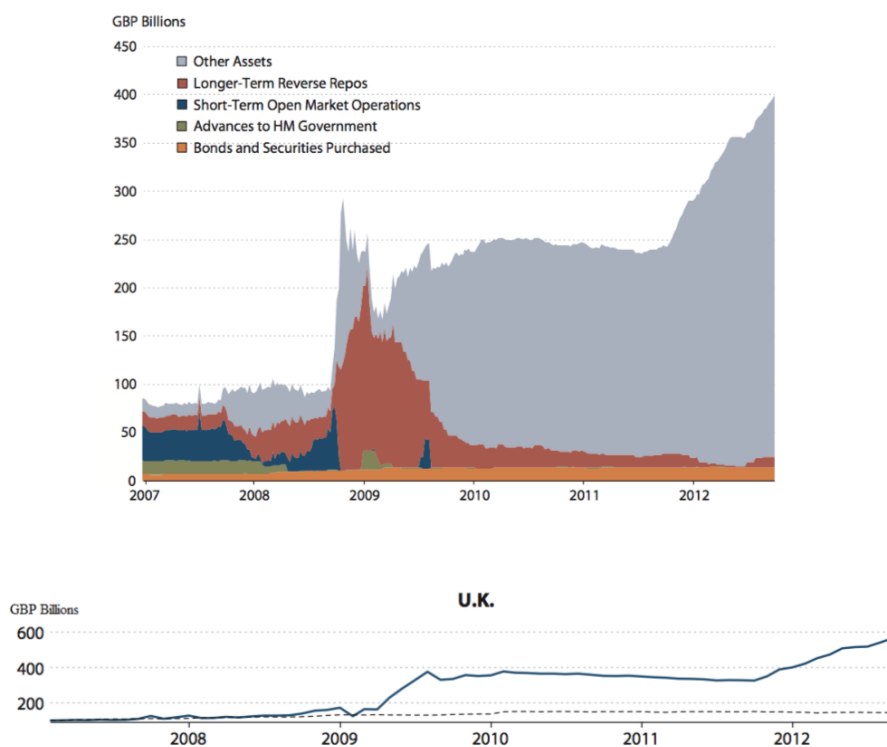 GBP Billions
450
Other Assets
Longer-Term Reverse Repos
400
Short-Term Open Market Operations
Advances to HM Government
350
Bonds and Securities Purchased
300
250
200
150
100
50
0
2007 2008 2009 2010 2011 2012
U.K.
GBP Billions
600
400
200
2008 2009 2010 2011 2012